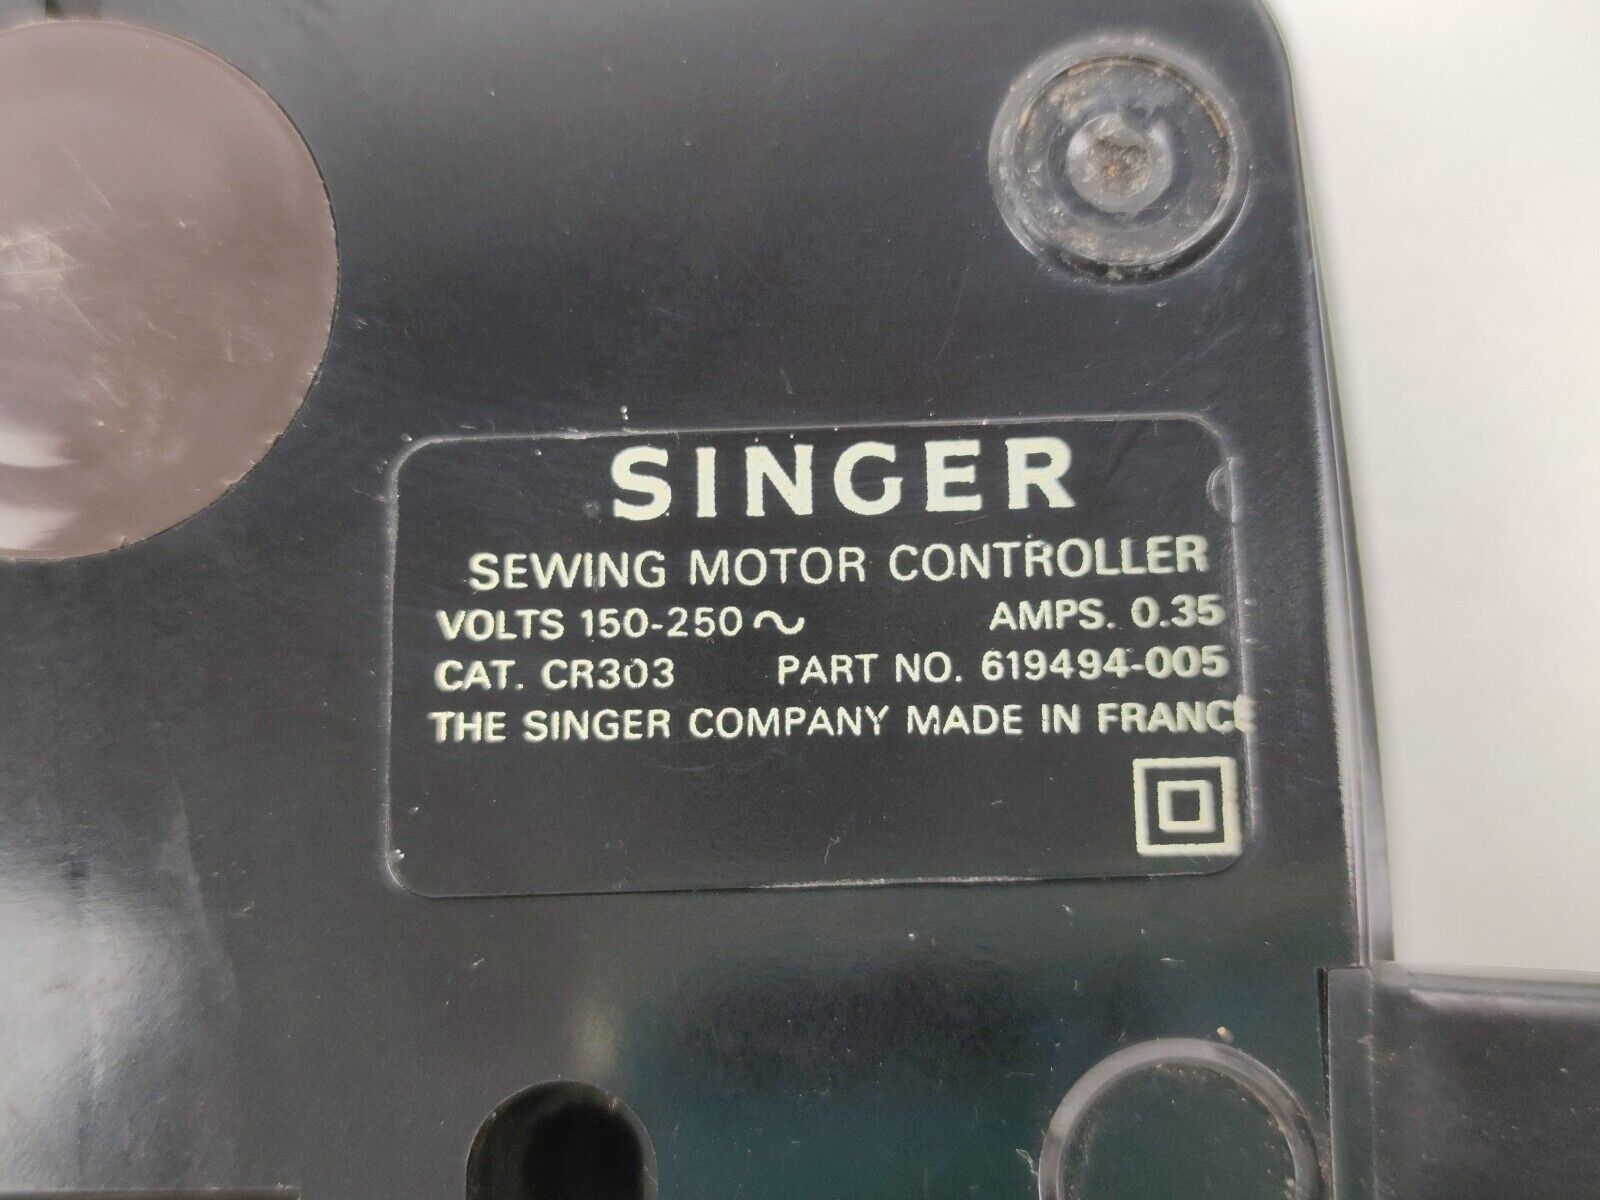 SINGER
SEWING MOTOR CONTROLLER
VOLTS 150-250~ AMPS. 0.35
CAT. CR303 PART NO. 619494-005
THE SINGER COMPANY MADE IN FRANCE